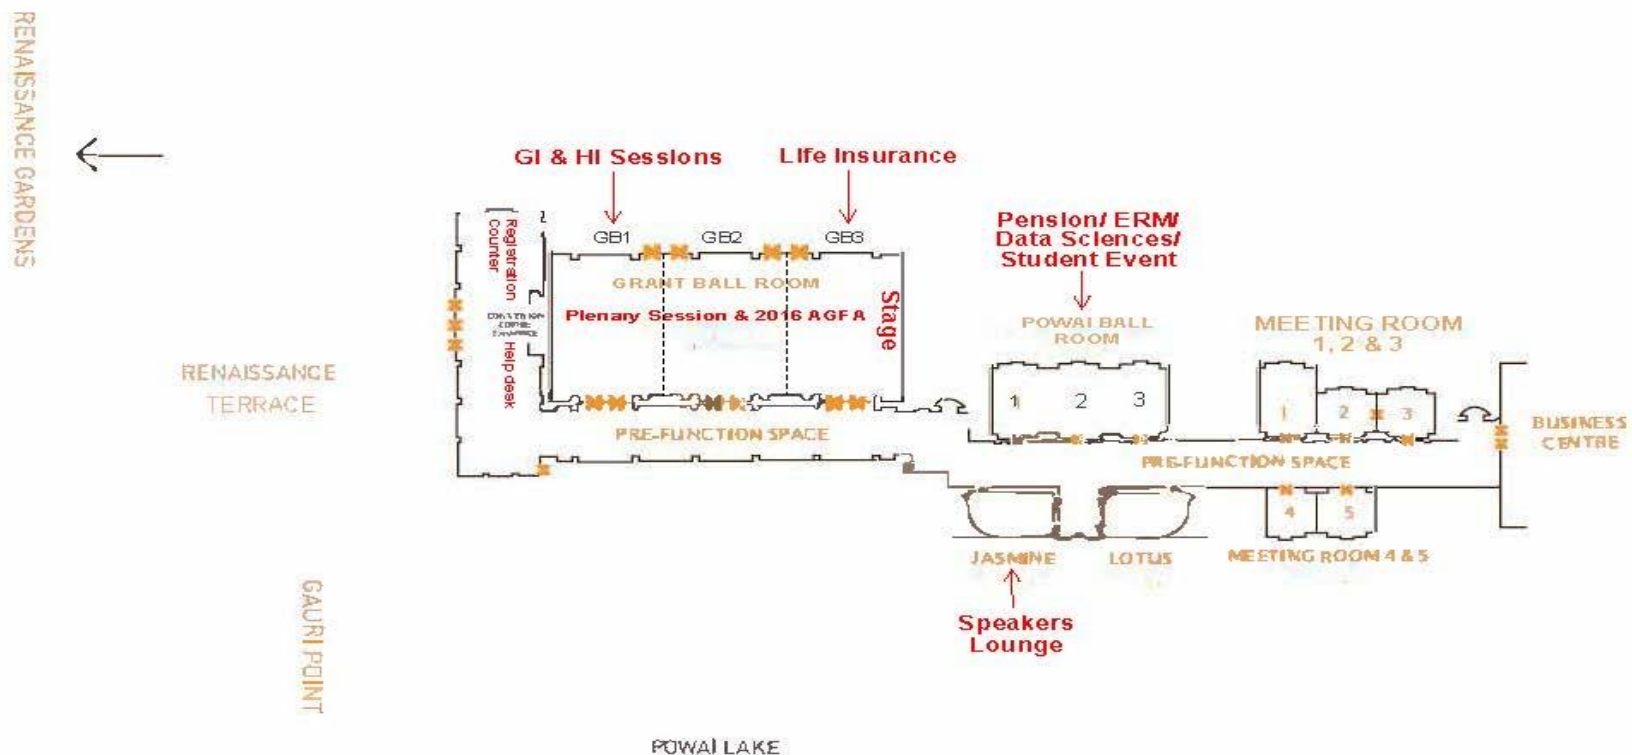 RENAISSANCE GARDENS
GI & HI Sessions
Life Insurance
Pension/ ERM/
Data Sciences/
Student Event
Registration
Counter
GB1
GB2
GB3
GRANT BALL ROOM
Plenary Session & 2016 AGFA
Stage
Help desk
POWAI BALL
ROOM
1
2
3
MEETING ROOM
1, 2 & 3
1
2
3
RENAISSANCE
TERRACE
PRE-FUNCTION SPACE
BUSINESS
CENTRE
PRE-FUNCTION SPACE
4
5
JASMINE
LOTUS
MEETING ROOM 4 & 5
Speakers
Lounge
GAURI POINT
POWAI LAKE